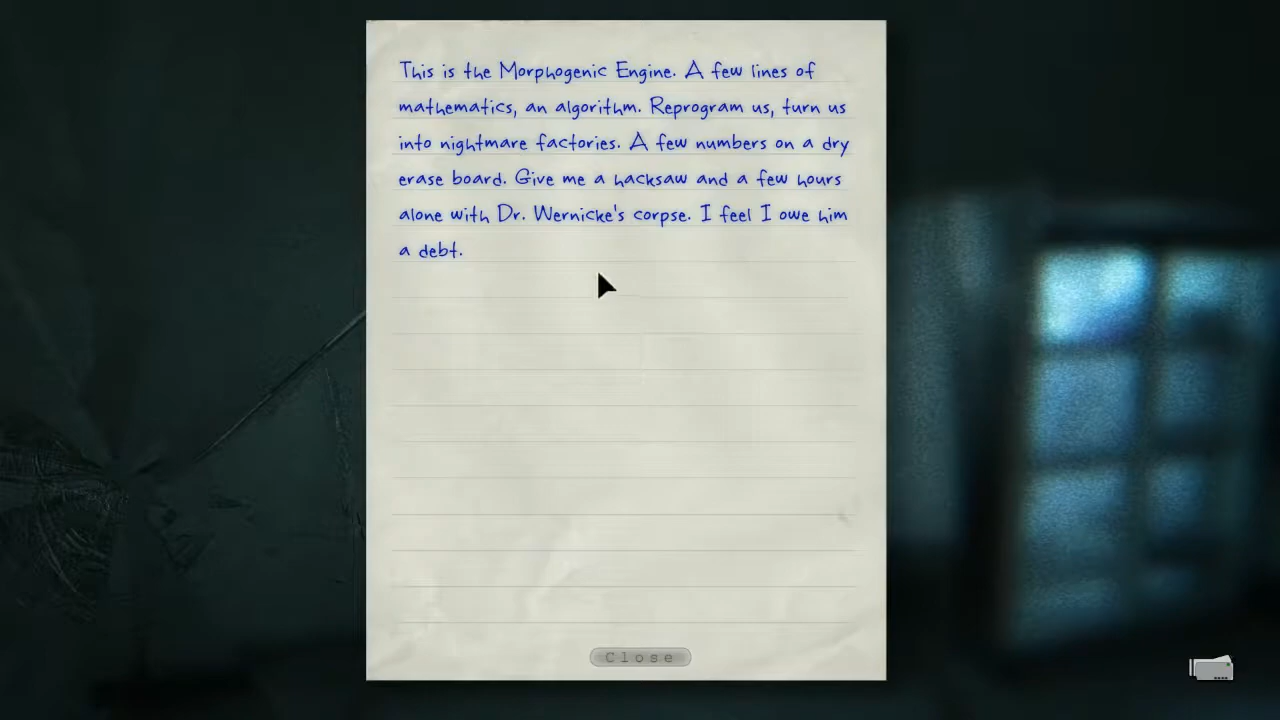 This is the Morphogenic Engine. A few lines of
mathematics, an algorithm. Reprogram us, turn us
into nightmare factories. A few numbers on a dry
erase board. Give me a hacksaw and a few hours
alone with Dr. Wernicke's corpse. I feel I owe him
a debt.
Close